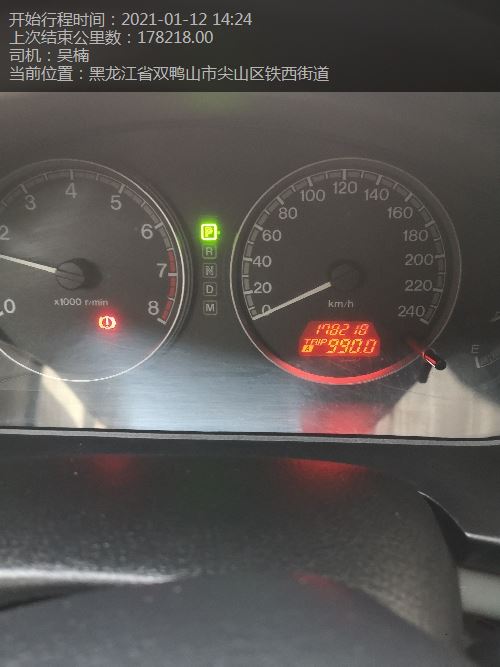 开始行程时间：2021-01-12 14:24
上次结束公里数：178218.00
司机：吴楠
当前位置：黑龙江省双鸭山市尖山区铁西街道
0
2
3
4
5
6
7
8
x1000 r/min
P
R
N
D
M
0
20
40
60
80
100
120
140
160
180
200
220
240
km/h
178218
TRIP A 990.0
E